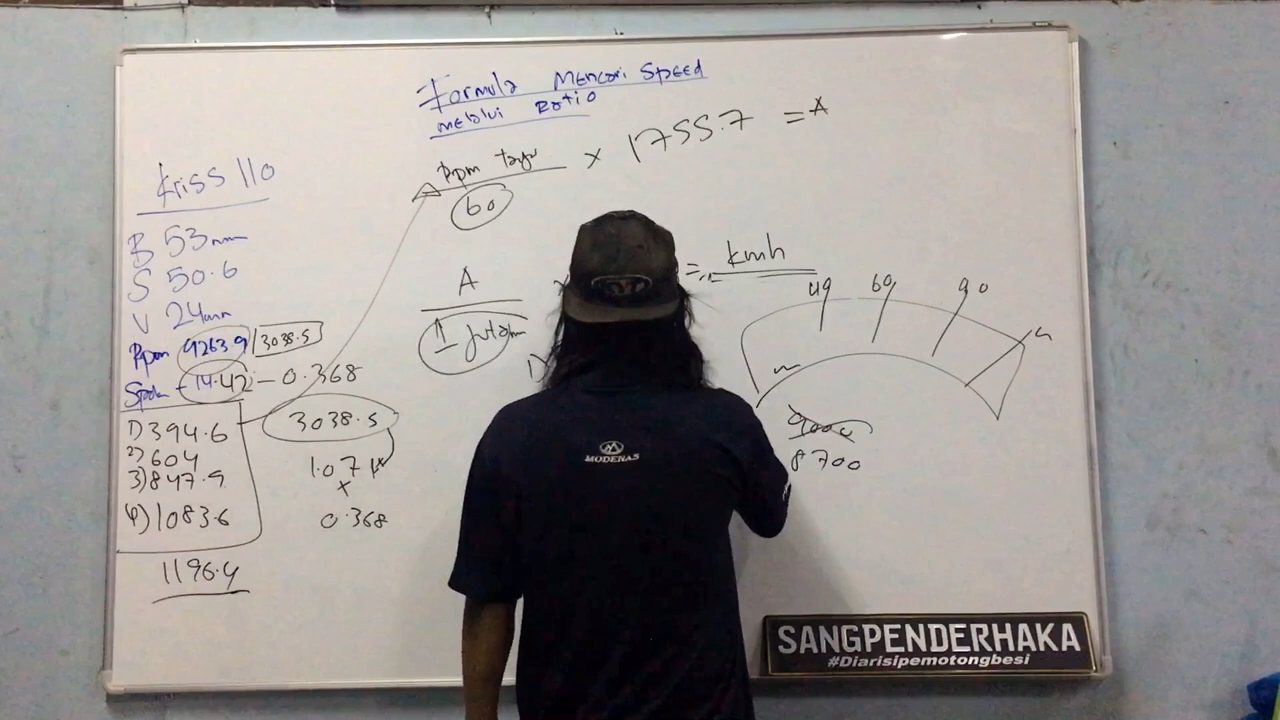 Formula Mencari Speed
melalui Ratio
Rpm tayar × 1755.7 = A
60
Kriss 110
B 53mm
S 50.6
V 24mm
Rpm 4263.9/3038.5
Speda - 14.42 - 0.368
1) 394.6
2) 604
3) 847.9
4) 1083.6
1196.4
3038.5
1.07
×
0.368
A
1 juta
= kmh
49 60 90
9000
8700
MODENAS
SANGPENDERHAKA
#Diarisipemotongbesi